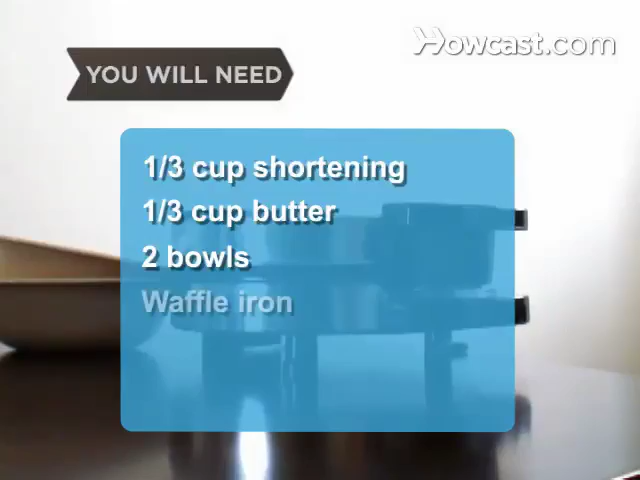 Howcast.com
YOU WILL NEED
1/3 cup shortening
1/3 cup butter
2 bowls
Waffle iron